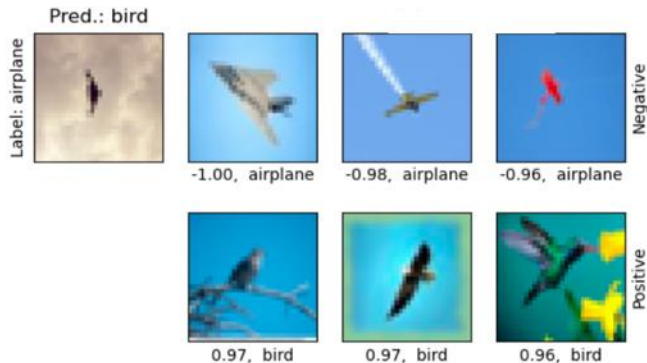 Pred.: bird
Label: airplane
Negative
-1.00, airplane
-0.98, airplane
-0.96, airplane
Positive
0.97, bird
0.97, bird
0.96, bird